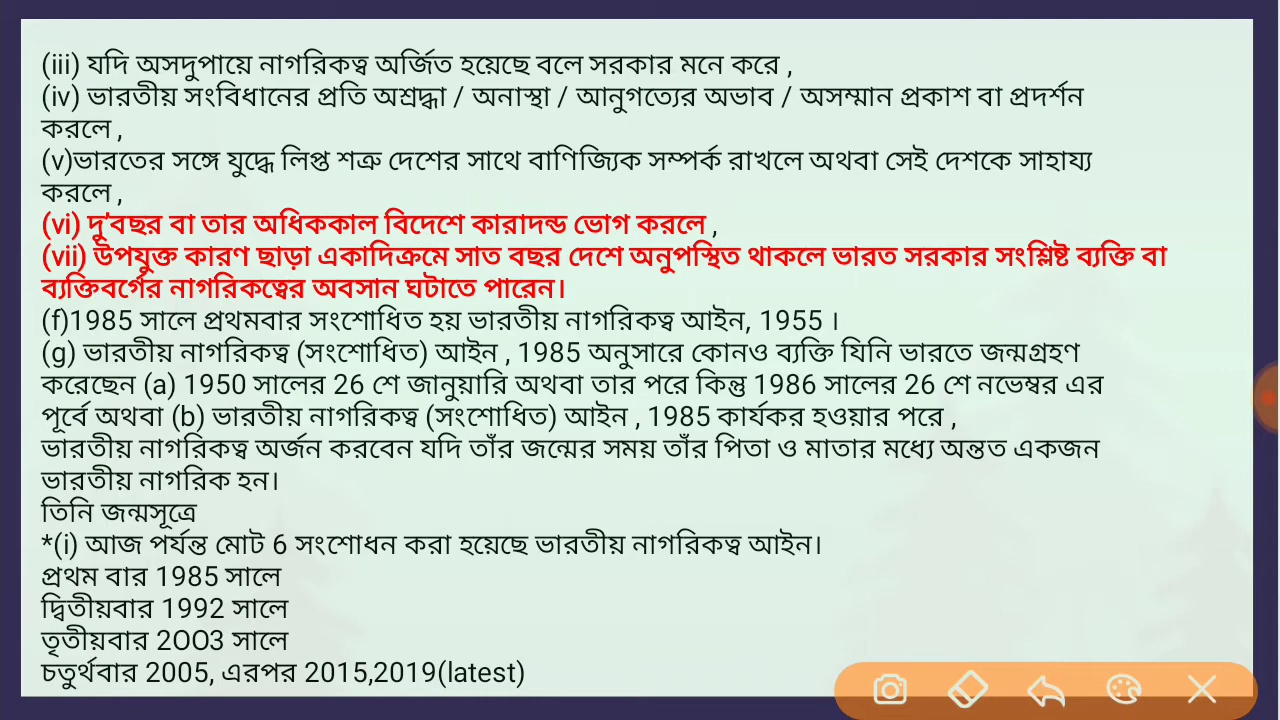 (iii) যদি অসদুপায়ে নাগরিকত্ব অর্জিত হয়েছে বলে সরকার মনে করে ,
(iv) ভারতীয় সংবিধানের প্রতি অশ্রদ্ধা / অনাস্থা / আনুগত্যের অভাব / অসম্মান প্রকাশ বা প্রদর্শন
করলে ,
(v)ভারতের সঙ্গে যুদ্ধে লিপ্ত শত্রু দেশের সাথে বাণিজ্যিক সম্পর্ক রাখলে অথবা সেই দেশকে সাহায্য
করলে ,
(vi) দু'বছর বা তার অধিককাল বিদেশে কারাদন্ড ভোগ করলে ,
(vii) উপযুক্ত কারণ ছাড়া একাদিক্রমে সাত বছর দেশে অনুপস্থিত থাকলে ভারত সরকার সংশ্লিষ্ট ব্যক্তি বা
ব্যক্তিবর্গের নাগরিকত্বের অবসান ঘটাতে পারেন।
(f)1985 সালে প্রথমবার সংশোধিত হয় ভারতীয় নাগরিকত্ব আইন, 1955 ।
(g) ভারতীয় নাগরিকত্ব (সংশোধিত) আইন , 1985 অনুসারে কোনও ব্যক্তি যিনি ভারতে জন্মগ্রহণ
করেছেন (a) 1950 সালের 26 শে জানুয়ারি অথবা তার পরে কিন্তু 1986 সালের 26 শে নভেম্বর এর
পূর্বে অথবা (b) ভারতীয় নাগরিকত্ব (সংশোধিত) আইন , 1985 কার্যকর হওয়ার পরে ,
ভারতীয় নাগরিকত্ব অর্জন করবেন যদি তাঁর জন্মের সময় তাঁর পিতা ও মাতার মধ্যে অন্তত একজন
ভারতীয় নাগরিক হন।
তিনি জন্মসূত্রে
*(i) আজ পর্যন্ত মোট 6 সংশোধন করা হয়েছে ভারতীয় নাগরিকত্ব আইন।
প্রথম বার 1985 সালে
দ্বিতীয়বার 1992 সালে
তৃতীয়বার 2OO3 সালে
চতুর্থবার 2005, এরপর 2015,2019(latest)